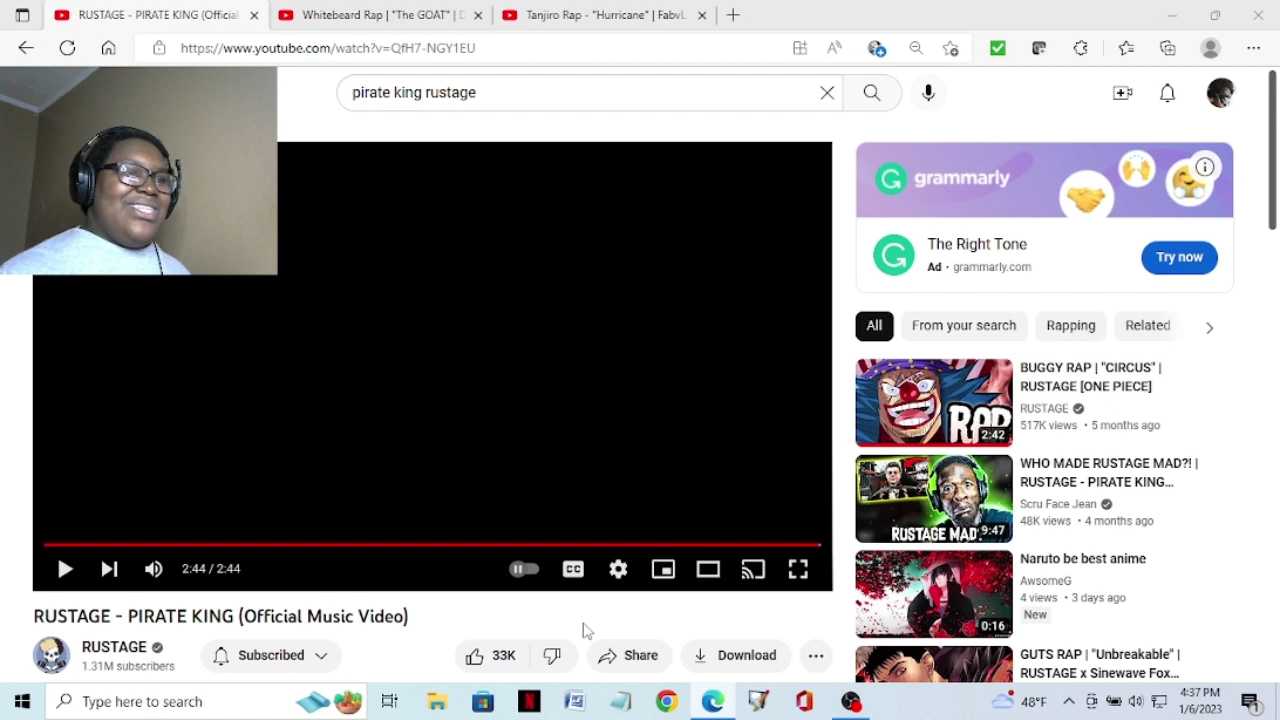 RUSTAGE - PIRATE KING (Official
Whitebeard Rap | "The GOAT" |
Tanjiro Rap - "Hurricane" | FabvL
https://www.youtube.com/watch?v=QfH7-NGY1EU
pirate king rustage
grammarly
The Right Tone
Ad · grammarly.com
Try now
All
From your search
Rapping
Related
BUGGY RAP | "CIRCUS" |
RUSTAGE [ONE PIECE]
RUSTAGE
517K views • 5 months ago
RAP
2:42
WHO MADE RUSTAGE MAD?! |
RUSTAGE - PIRATE KING...
Scru Face Jean
48K views • 4 months ago
RUSTAGE MAD
9:47
Naruto be best anime
AwsomeG
4 views • 3 days ago
New
0:16
GUTS RAP | "Unbreakable" |
RUSTAGE x Sinewave Fox...
2:44 / 2:44
CC
RUSTAGE - PIRATE KING (Official Music Video)
RUSTAGE
1.31M subscribers
Subscribed
33K
Share
Download
Type here to search
48°F
4:37 PM
1/6/2023